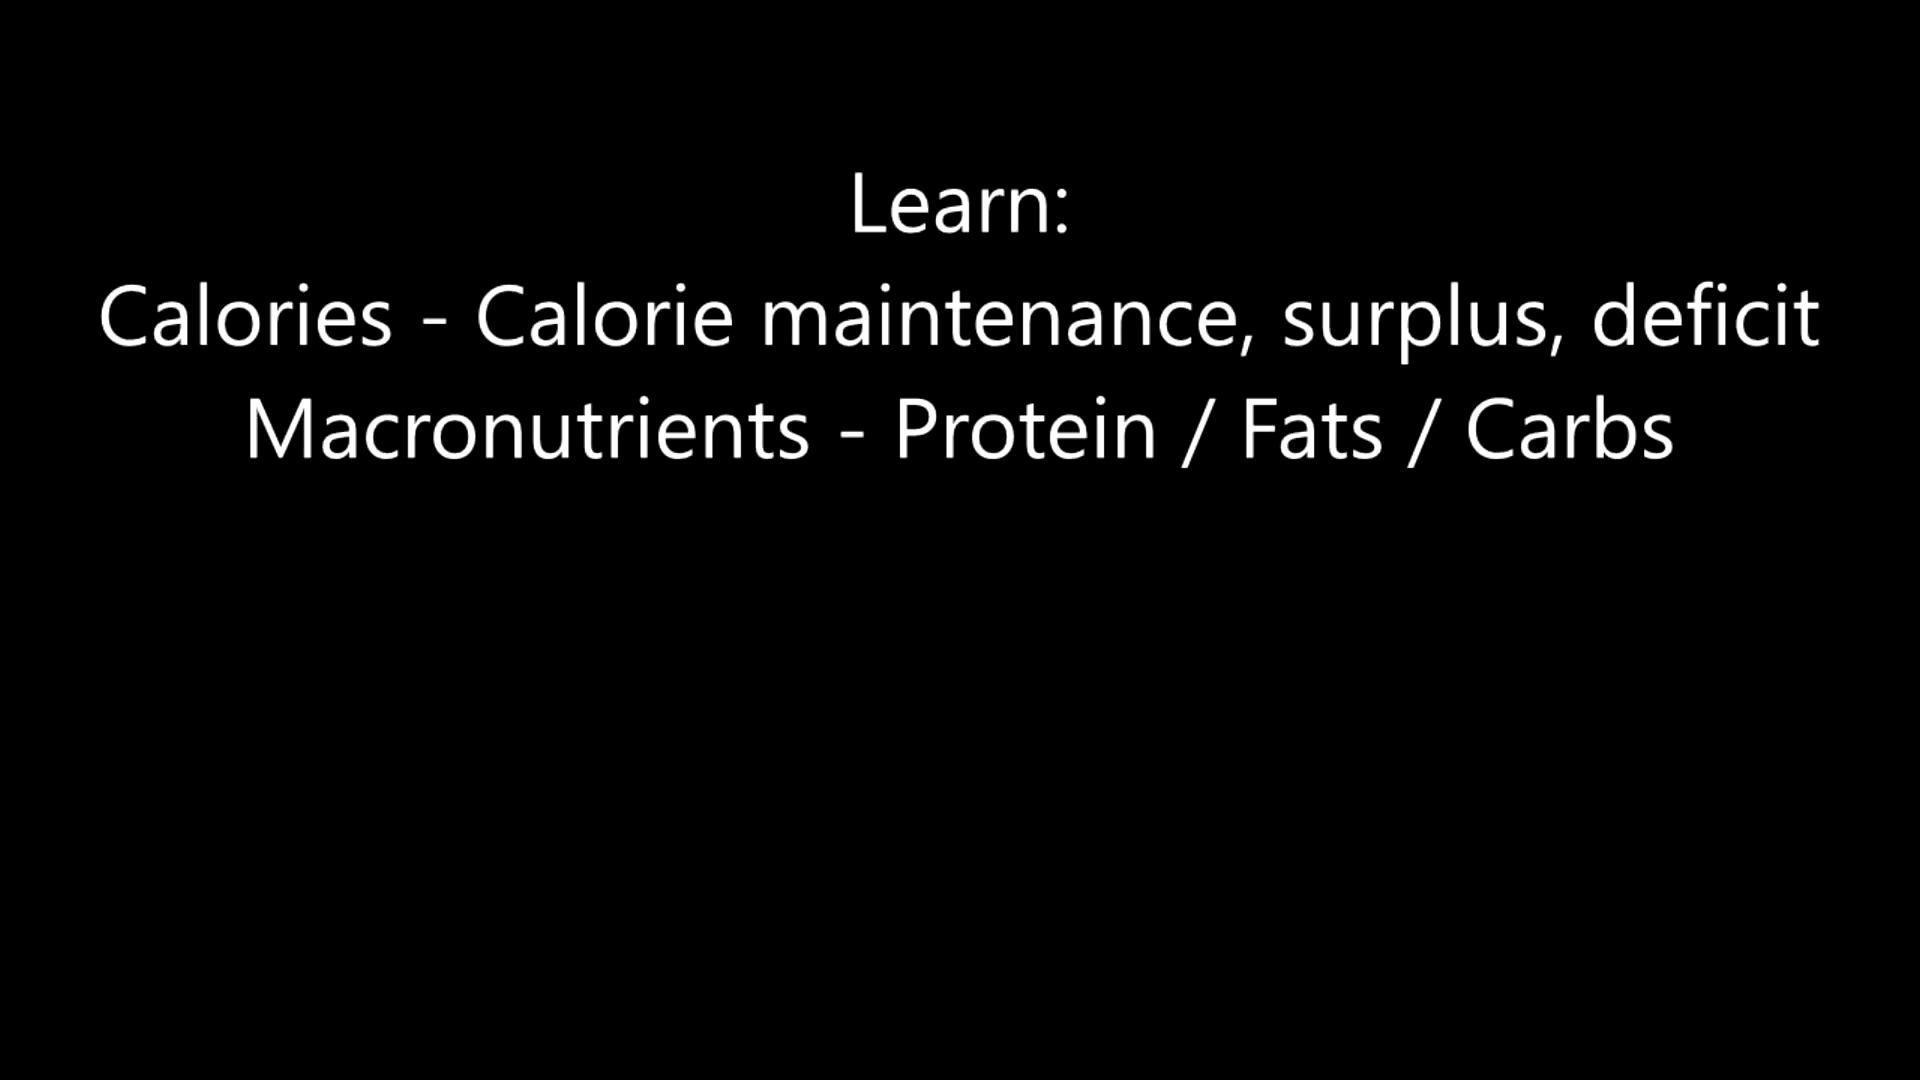 Learn:
Calories - Calorie maintenance, surplus, deficit
Macronutrients - Protein / Fats / Carbs